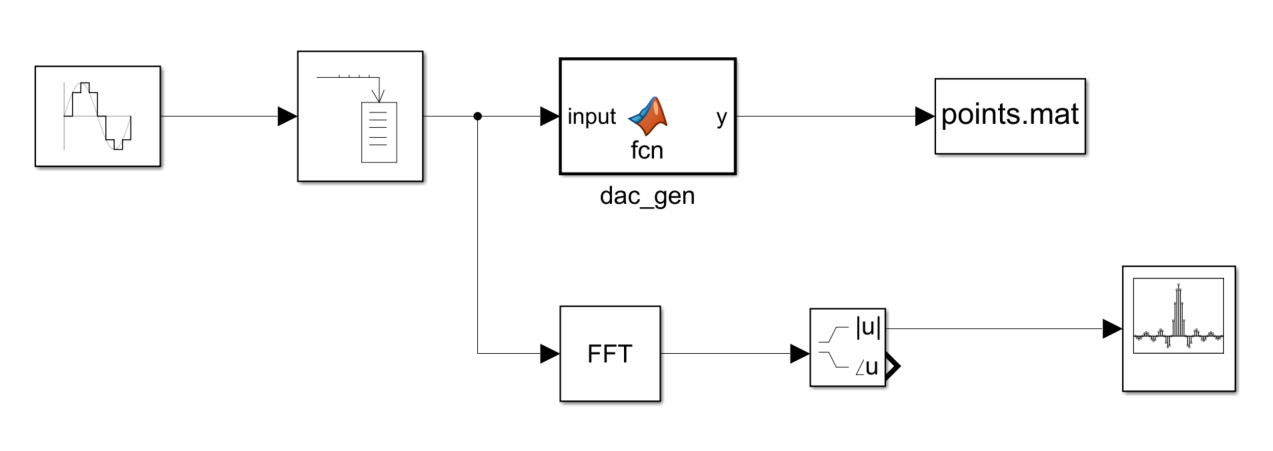 input
y
points.mat
fcn
dac_gen
FFT
|u|
∠u